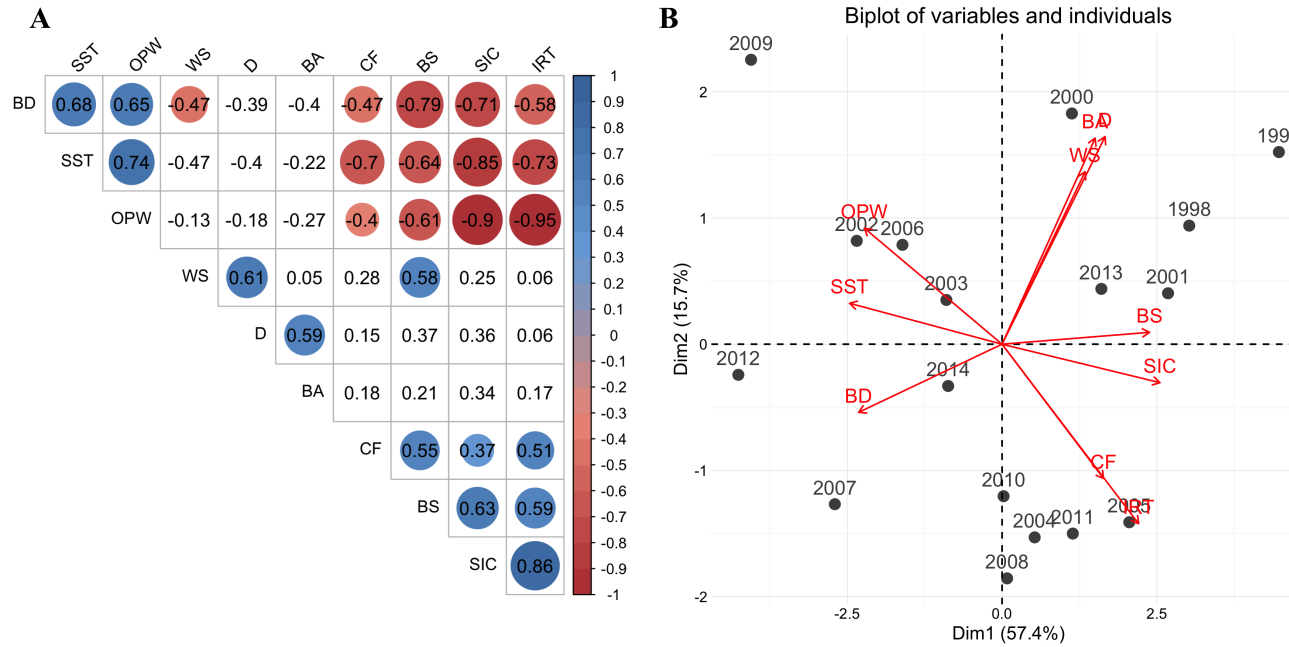 A
SST OPW WS D BA CF BS SIC IRT
BD 0.68 0.65 -0.47 -0.39 -0.4 -0.47 -0.79 -0.71 -0.58
SST 0.74 -0.47 -0.4 -0.22 -0.7 -0.64 -0.85 -0.73
OPW -0.13 -0.18 -0.27 -0.4 -0.61 -0.9 -0.95
WS 0.61 0.05 0.28 0.58 0.25 0.06
D 0.59 0.15 0.37 0.36 0.06
BA 0.18 0.21 0.34 0.17
CF 0.55 0.37 0.51
BS 0.63 0.59
SIC 0.86
1
0.9
0.8
0.7
0.6
0.5
0.4
0.3
0.2
0.1
0
-0.1
-0.2
-0.3
-0.4
-0.5
-0.6
-0.7
-0.8
-0.9
-1
B
Biplot of variables and individuals
2009
2000
BA D
199
WS
OPW 1998
2002 2006
2013 2001
SST 2003
BS
2012 2014 SIC
BD
CF
2007 2010 2005 IRT
2004 2011
2008
2
1
0
-1
-2
Dim2 (15.7%)
-2.5 0.0 2.5
Dim1 (57.4%)